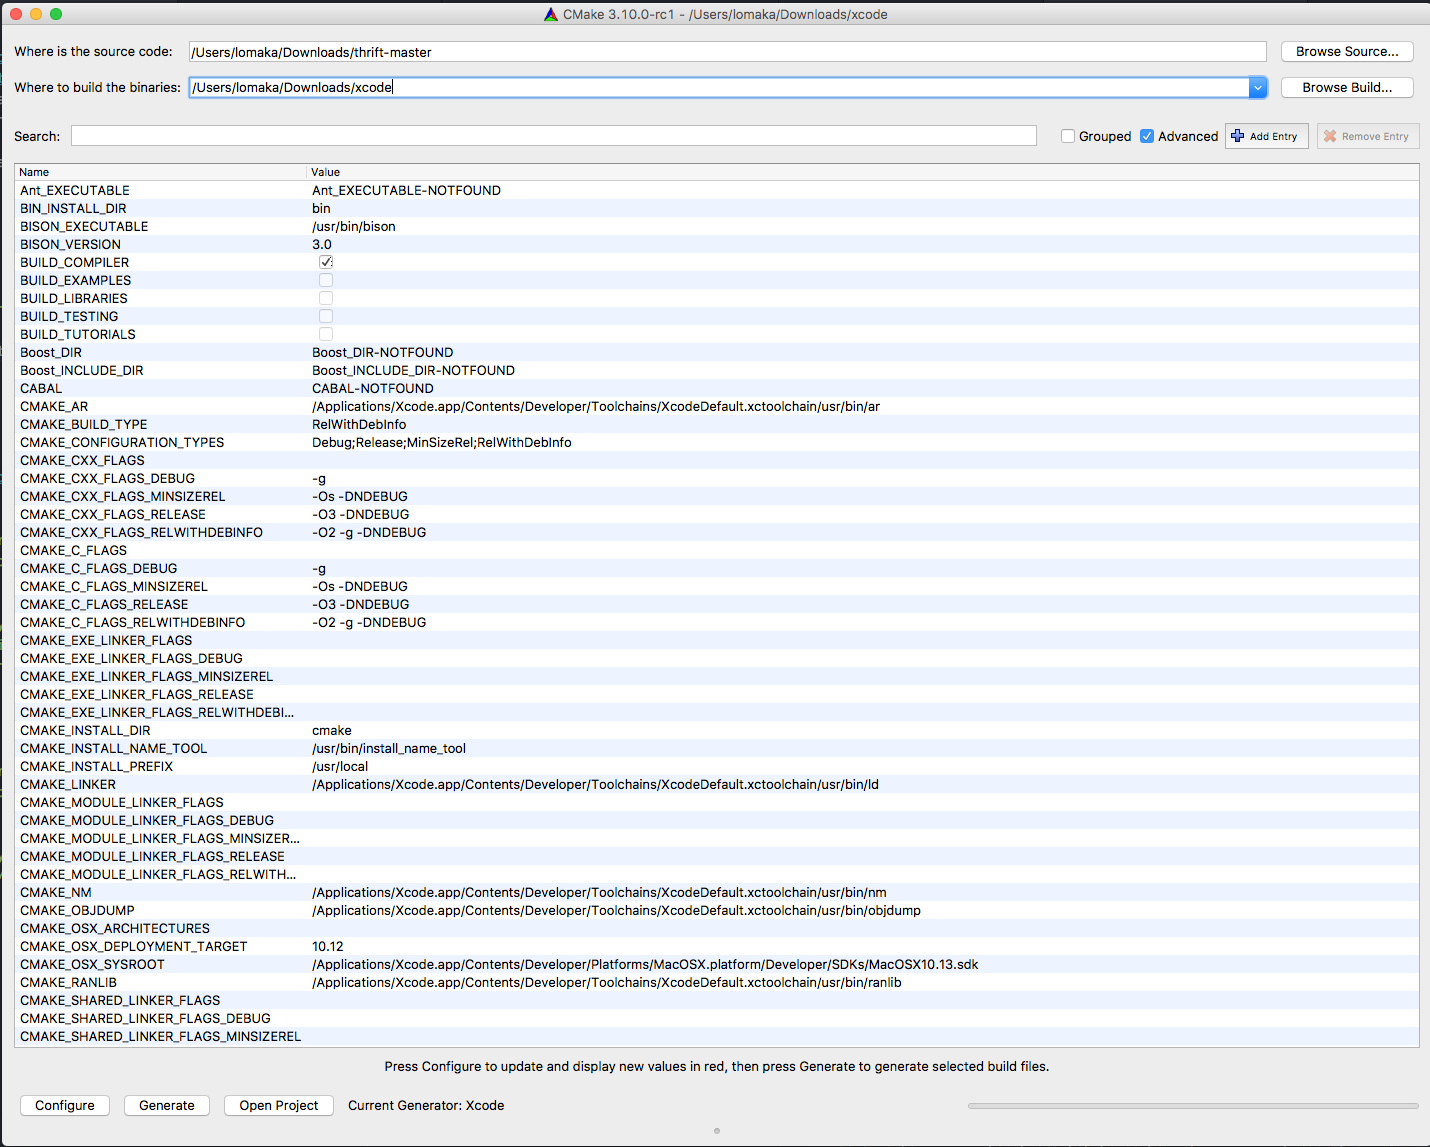 CMake 3.10.0-rc1 - /Users/lomaka/Downloads/xcode
Where is the source code: /Users/lomaka/Downloads/thrift-master Browse Source...
Where to build the binaries: /Users/lomaka/Downloads/xcode Browse Build...
Search: Grouped Advanced Add Entry Remove Entry
Name Value
Ant_EXECUTABLE Ant_EXECUTABLE-NOTFOUND
BIN_INSTALL_DIR bin
BISON_EXECUTABLE /usr/bin/bison
BISON_VERSION 3.0
BUILD_COMPILER
BUILD_EXAMPLES
BUILD_LIBRARIES
BUILD_TESTING
BUILD_TUTORIALS
Boost_DIR Boost_DIR-NOTFOUND
Boost_INCLUDE_DIR Boost_INCLUDE_DIR-NOTFOUND
CABAL CABAL-NOTFOUND
CMAKE_AR /Applications/Xcode.app/Contents/Developer/Toolchains/XcodeDefault.xctoolchain/usr/bin/ar
CMAKE_BUILD_TYPE RelWithDebInfo
CMAKE_CONFIGURATION_TYPES Debug;Release;MinSizeRel;RelWithDebInfo
CMAKE_CXX_FLAGS
CMAKE_CXX_FLAGS_DEBUG -g
CMAKE_CXX_FLAGS_MINSIZEREL -Os -DNDEBUG
CMAKE_CXX_FLAGS_RELEASE -O3 -DNDEBUG
CMAKE_CXX_FLAGS_RELWITHDEBINFO -O2 -g -DNDEBUG
CMAKE_C_FLAGS
CMAKE_C_FLAGS_DEBUG -g
CMAKE_C_FLAGS_MINSIZEREL -Os -DNDEBUG
CMAKE_C_FLAGS_RELEASE -O3 -DNDEBUG
CMAKE_C_FLAGS_RELWITHDEBINFO -O2 -g -DNDEBUG
CMAKE_EXE_LINKER_FLAGS
CMAKE_EXE_LINKER_FLAGS_DEBUG
CMAKE_EXE_LINKER_FLAGS_MINSIZEREL
CMAKE_EXE_LINKER_FLAGS_RELEASE
CMAKE_EXE_LINKER_FLAGS_RELWITHDEBI...
CMAKE_INSTALL_DIR cmake
CMAKE_INSTALL_NAME_TOOL /usr/bin/install_name_tool
CMAKE_INSTALL_PREFIX /usr/local
CMAKE_LINKER /Applications/Xcode.app/Contents/Developer/Toolchains/XcodeDefault.xctoolchain/usr/bin/ld
CMAKE_MODULE_LINKER_FLAGS
CMAKE_MODULE_LINKER_FLAGS_DEBUG
CMAKE_MODULE_LINKER_FLAGS_MINSIZER...
CMAKE_MODULE_LINKER_FLAGS_RELEASE
CMAKE_MODULE_LINKER_FLAGS_RELWITH...
CMAKE_NM /Applications/Xcode.app/Contents/Developer/Toolchains/XcodeDefault.xctoolchain/usr/bin/nm
CMAKE_OBJDUMP /Applications/Xcode.app/Contents/Developer/Toolchains/XcodeDefault.xctoolchain/usr/bin/objdump
CMAKE_OSX_ARCHITECTURES
CMAKE_OSX_DEPLOYMENT_TARGET 10.12
CMAKE_OSX_SYSROOT /Applications/Xcode.app/Contents/Developer/Platforms/MacOSX.platform/Developer/SDKs/MacOSX10.13.sdk
CMAKE_RANLIB /Applications/Xcode.app/Contents/Developer/Toolchains/XcodeDefault.xctoolchain/usr/bin/ranlib
CMAKE_SHARED_LINKER_FLAGS
CMAKE_SHARED_LINKER_FLAGS_DEBUG
CMAKE_SHARED_LINKER_FLAGS_MINSIZEREL
Press Configure to update and display new values in red, then press Generate to generate selected build files.
Configure Generate Open Project Current Generator: Xcode